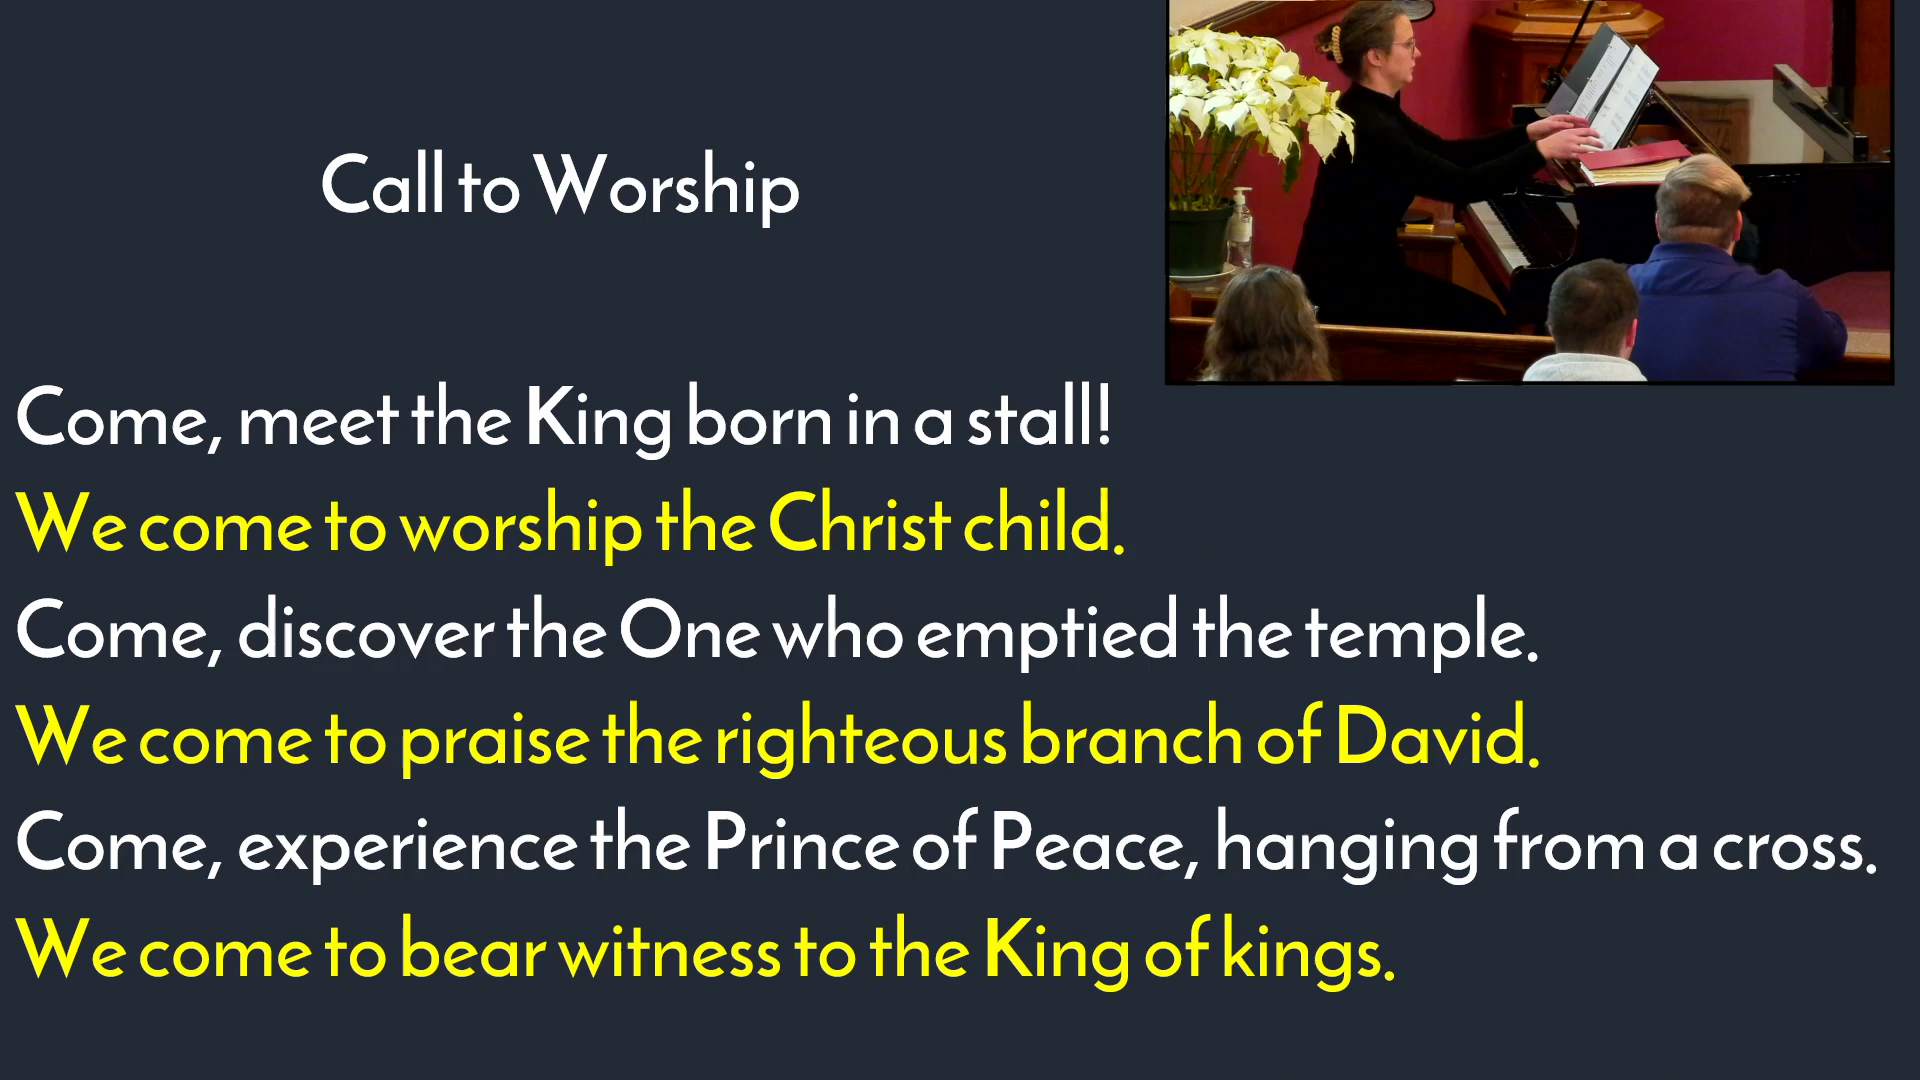 Call to Worship
Come, meet the King born in a stall!
We come to worship the Christ child.
Come, discover the One who emptied the temple.
We come to praise the righteous branch of David.
Come, experience the Prince of Peace, hanging from a cross.
We come to bear witness to the King of kings.